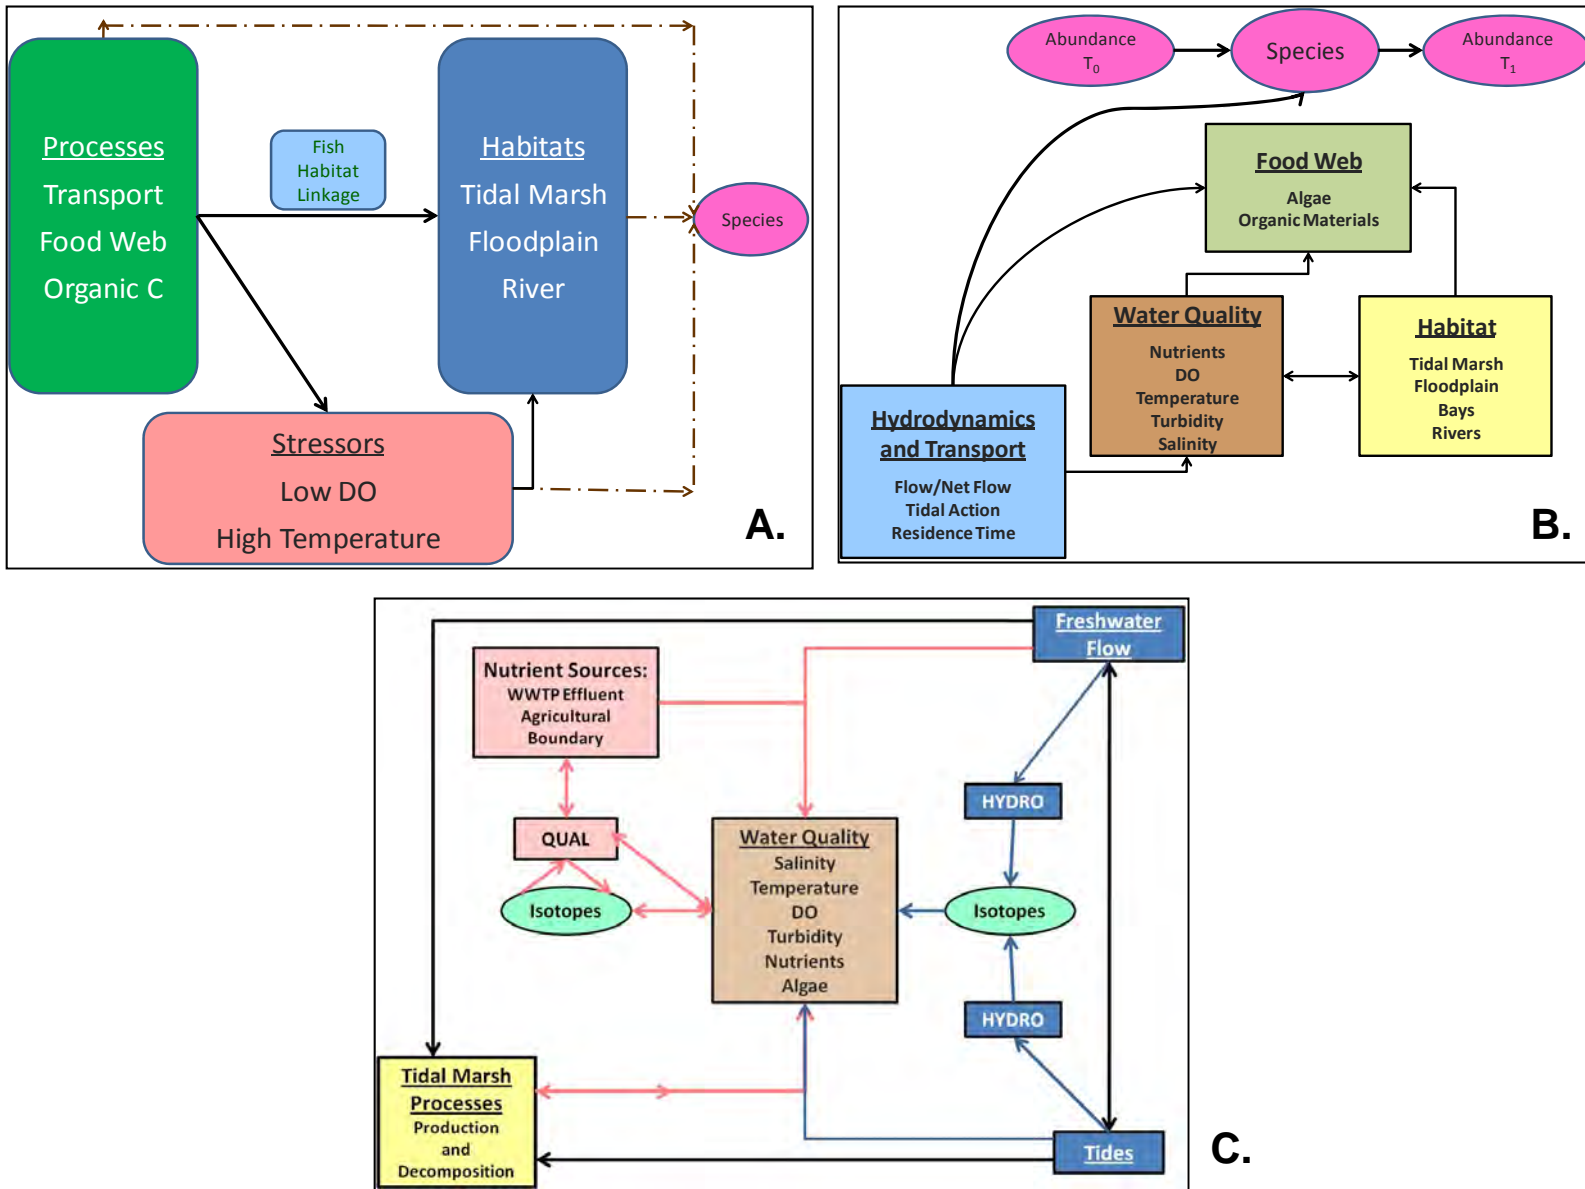 Processes
Transport
Food Web
Organic C
Fish
Habitat
Linkage
Habitats
Tidal Marsh
Floodplain
River
Species
Stressors
Low DO
High Temperature
A.
Abundance
T0
Species
Abundance
T1
Food Web
Algae
Organic Materials
Water Quality
Nutrients
DO
Temperature
Turbidity
Salinity
Habitat
Tidal Marsh
Floodplain
Bays
Rivers
Hydrodynamics
and Transport
Flow/Net Flow
Tidal Action
Residence Time
B.
Freshwater
Flow
Nutrient Sources:
WWTP Effluent
Agricultural
Boundary
HYDRO
QUAL
Isotopes
Water Quality
Salinity
Temperature
DO
Turbidity
Nutrients
Algae
Isotopes
HYDRO
Tidal Marsh
Processes
Production
and
Decomposition
Tides
C.